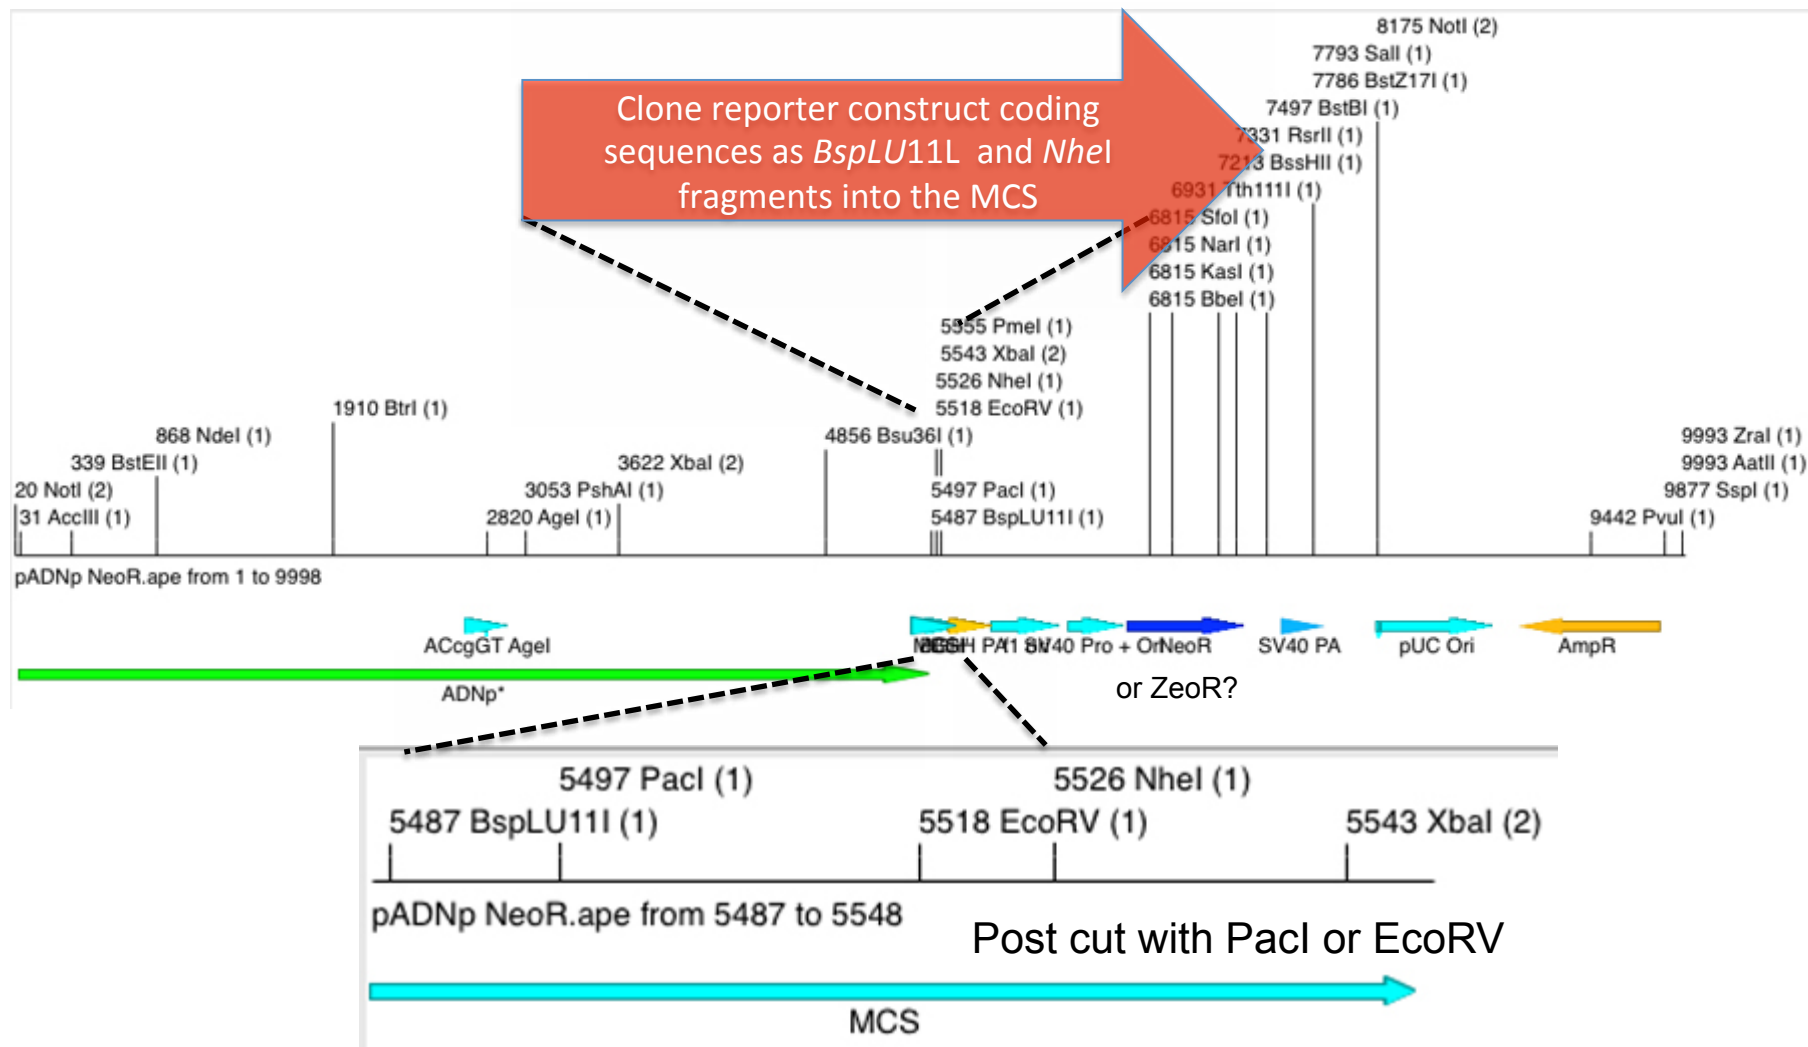 8175 NotI (2)
7793 SalI (1)
7786 BstZ17I (1)
7497 BstBI (1)
7331 RsrII (1)
7213 BssHII (1)
6931 Tth111I (1)
6815 SfoI (1)
6815 NarI (1)
6815 KasI (1)
6815 BbeI (1)
Clone reporter construct coding
sequences as BspLU11L and NheI
fragments into the MCS
5555 PmeI (1)
5543 XbaI (2)
5526 NheI (1)
5518 EcoRV (1)
1910 BtrI (1)
868 NdeI (1)
4856 Bsu36I (1)
9993 ZraI (1)
339 BstEII (1)
3622 XbaI (2)
9993 AatII (1)
20 NotI (2)
3053 PshAI (1)
5497 PacI (1)
9877 SspI (1)
31 AccIII (1)
2820 AgeI (1)
5487 BspLU11I (1)
9442 PvuI (1)
pADNp NeoR.ape from 1 to 9998
ACcgGT AgeI
PA
SV40 Pro + Ori
NeoR
SV40 PA
pUC Ori
AmpR
ADNp*
or ZeoR?
5497 PacI (1)
5526 NheI (1)
5487 BspLU11I (1)
5518 EcoRV (1)
5543 XbaI (2)
pADNp NeoR.ape from 5487 to 5548
Post cut with PacI or EcoRV
MCS